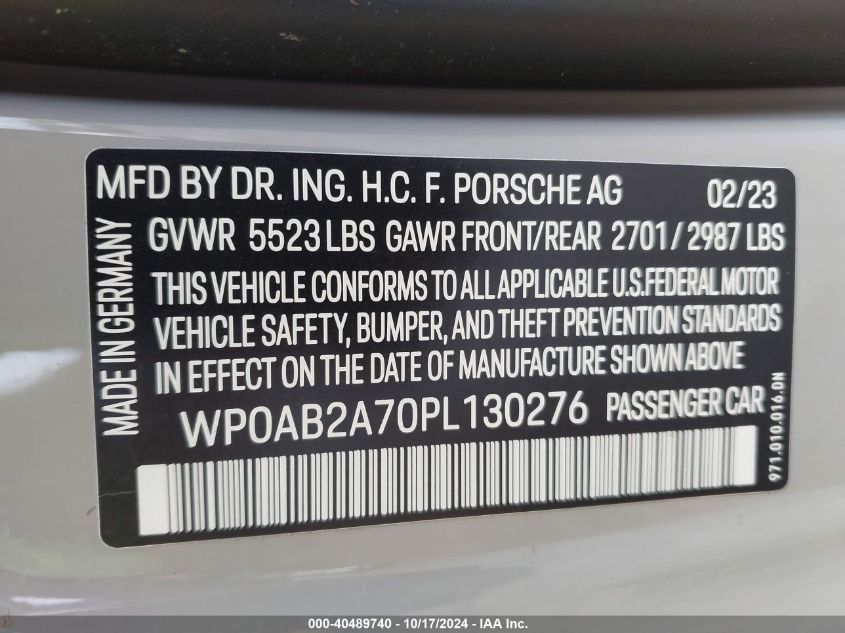 MFD BY DR. ING. H.C. F. PORSCHE AG 02/23
GVWR 5523 LBS GAWR FRONT/REAR 2701 / 2987 LBS
THIS VEHICLE CONFORMS TO ALL APPLICABLE U.S. FEDERAL MOTOR
VEHICLE SAFETY, BUMPER, AND THEFT PREVENTION STANDARDS
IN EFFECT ON THE DATE OF MANUFACTURE SHOWN ABOVE
WP0AB2A70PL130276 PASSENGER CAR
MADE IN GERMANY
971.010.016.DN
000-40489740 - 10/17/2024 - IAA Inc.